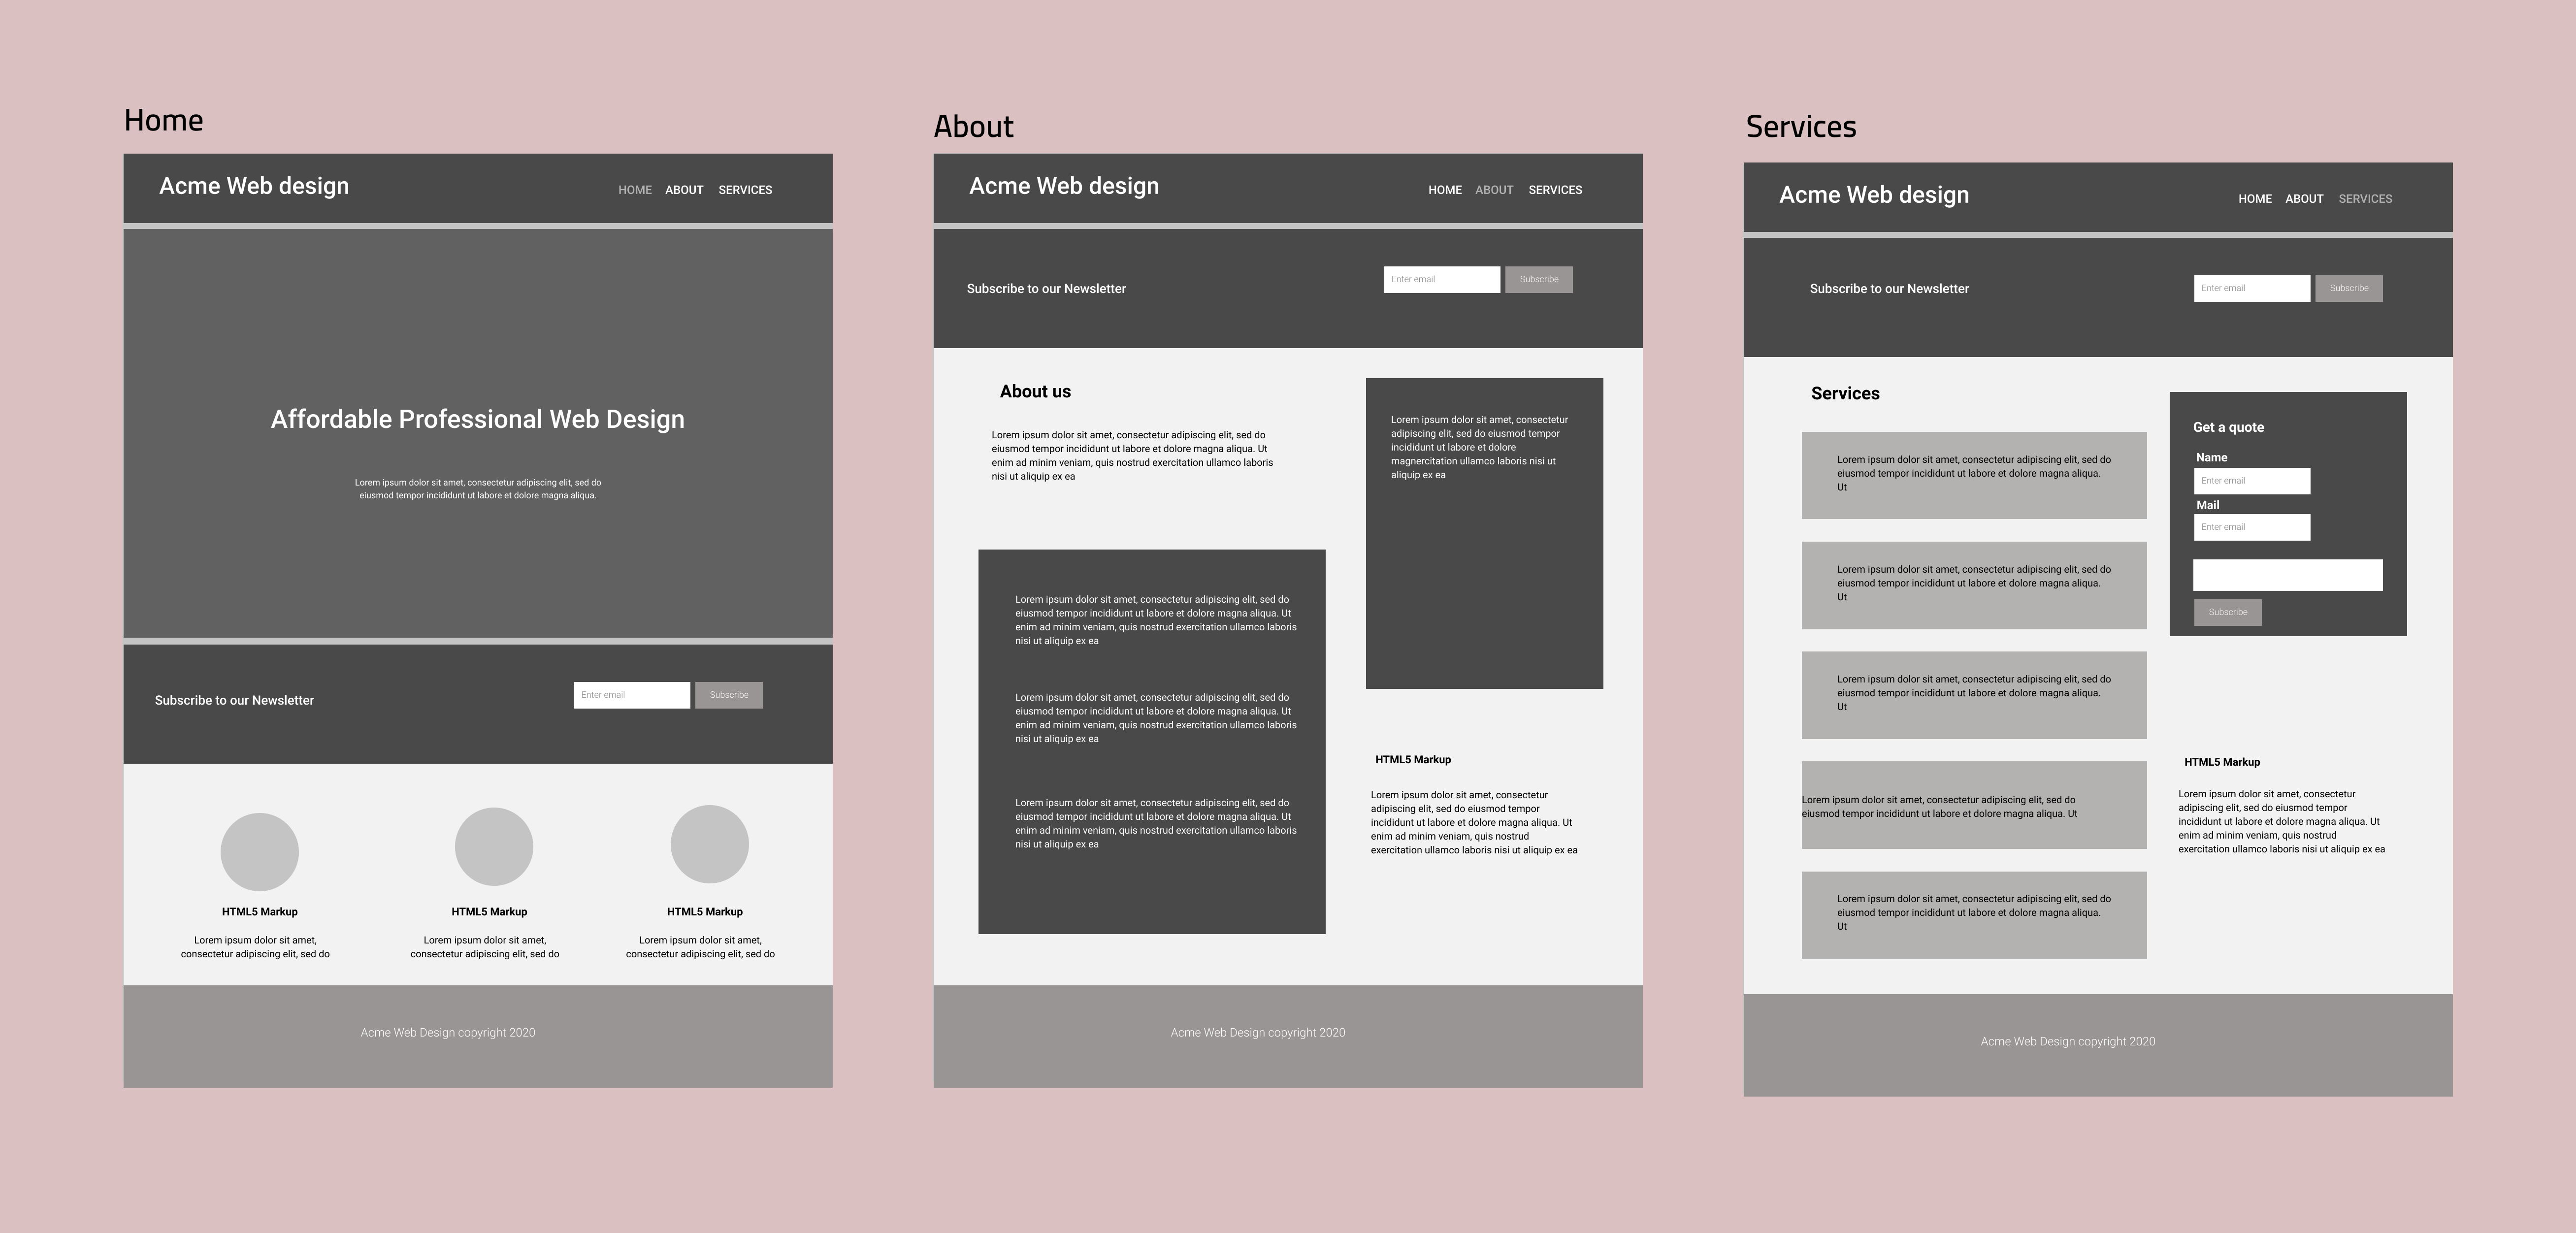 Home
Acme Web design
HOME ABOUT SERVICES
Affordable Professional Web Design
Lorem ipsum dolor sit amet, consectetur adipiscing elit, sed do
eiusmod tempor incididunt ut labore et dolore magna aliqua.
Subscribe to our Newsletter
Enter email
Subscribe
HTML5 Markup
Lorem ipsum dolor sit amet,
consectetur adipiscing elit, sed do
HTML5 Markup
Lorem ipsum dolor sit amet,
consectetur adipiscing elit, sed do
HTML5 Markup
Lorem ipsum dolor sit amet,
consectetur adipiscing elit, sed do
Acme Web Design copyright 2020
About
Acme Web design
HOME ABOUT SERVICES
Subscribe to our Newsletter
Enter email
Subscribe
About us
Lorem ipsum dolor sit amet, consectetur adipiscing elit, sed do
eiusmod tempor incididunt ut labore et dolore magna aliqua. Ut
enim ad minim veniam, quis nostrud exercitation ullamco laboris
nisi ut aliquip ex ea
Lorem ipsum dolor sit amet, consectetur adipiscing elit, sed do
eiusmod tempor incididunt ut labore et dolore magna aliqua. Ut
enim ad minim veniam, quis nostrud exercitation ullamco laboris
nisi ut aliquip ex ea
Lorem ipsum dolor sit amet, consectetur adipiscing elit, sed do
eiusmod tempor incididunt ut labore et dolore magna aliqua. Ut
enim ad minim veniam, quis nostrud exercitation ullamco laboris
nisi ut aliquip ex ea
Lorem ipsum dolor sit amet, consectetur adipiscing elit, sed do
eiusmod tempor incididunt ut labore et dolore magna aliqua. Ut
enim ad minim veniam, quis nostrud exercitation ullamco laboris
nisi ut aliquip ex ea
Lorem ipsum dolor sit amet, consectetur
adipiscing elit, sed do eiusmod tempor
incididunt ut labore et dolore
magnercitation ullamco laboris nisi ut
aliquip ex ea
HTML5 Markup
Lorem ipsum dolor sit amet, consectetur
adipiscing elit, sed do eiusmod tempor
incididunt ut labore et dolore magna aliqua. Ut
enim ad minim veniam, quis nostrud
exercitation ullamco laboris nisi ut aliquip ex ea
Acme Web Design copyright 2020
Services
Acme Web design
HOME ABOUT SERVICES
Subscribe to our Newsletter
Enter email
Subscribe
Services
Lorem ipsum dolor sit amet, consectetur adipiscing elit, sed do
eiusmod tempor incididunt ut labore et dolore magna aliqua.
Ut
Lorem ipsum dolor sit amet, consectetur adipiscing elit, sed do
eiusmod tempor incididunt ut labore et dolore magna aliqua.
Ut
Lorem ipsum dolor sit amet, consectetur adipiscing elit, sed do
eiusmod tempor incididunt ut labore et dolore magna aliqua.
Ut
Lorem ipsum dolor sit amet, consectetur adipiscing elit, sed do
eiusmod tempor incididunt ut labore et dolore magna aliqua. Ut
Lorem ipsum dolor sit amet, consectetur adipiscing elit, sed do
eiusmod tempor incididunt ut labore et dolore magna aliqua.
Ut
Get a quote
Name
Enter email
Mail
Enter email
Subscribe
HTML5 Markup
Lorem ipsum dolor sit amet, consectetur
adipiscing elit, sed do eiusmod tempor
incididunt ut labore et dolore magna aliqua. Ut
enim ad minim veniam, quis nostrud
exercitation ullamco laboris nisi ut aliquip ex ea
Acme Web Design copyright 2020